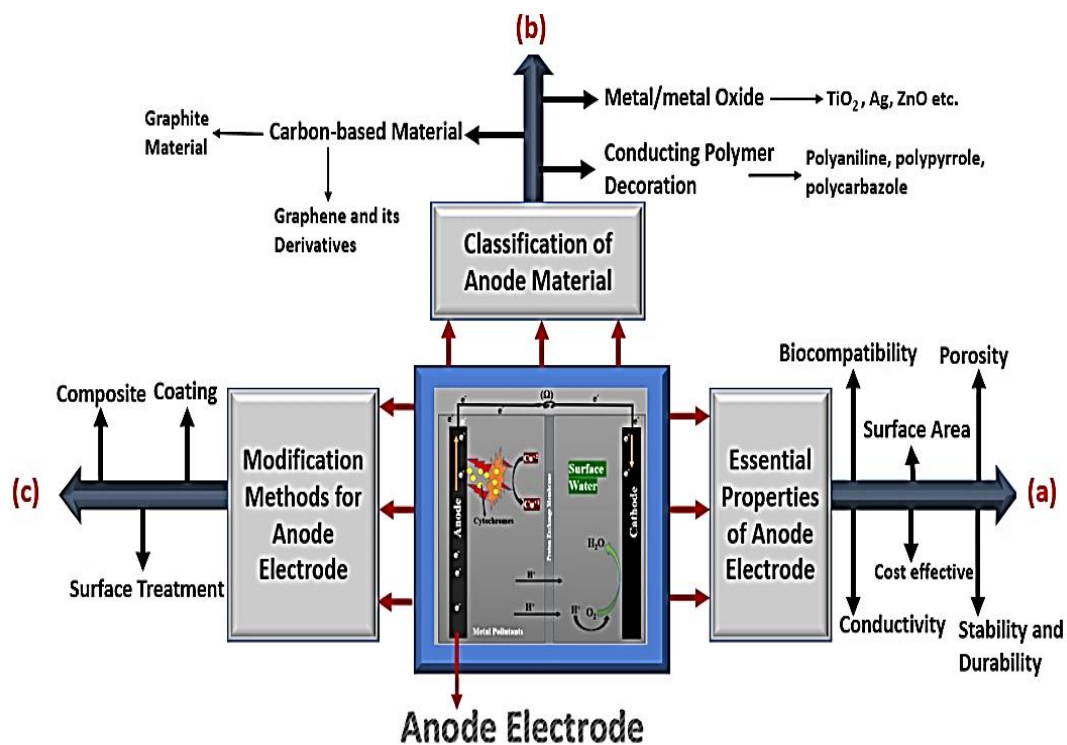 (b)
Metal/metal Oxide
TiO₂ , Ag, ZnO etc.
Graphite
Material
Carbon-based Material
Conducting Polymer
Decoration
Polyaniline, polypyrrole,
polycarbazole
Graphene and its
Derivatives
Classification of
Anode Material
Composite
Coating
(c)
Surface Treatment
Modification
Methods for
Anode
Electrode
(Ω)
e⁻
e⁻
e⁻
e⁻
e⁻
Anode
Cytochromes
Surface
Water
Cathode
H₂O
H⁺
H⁺
H⁺
O₂
Metal Pollutants
Essential
Properties
of Anode
Electrode
Biocompatibility
Porosity
Surface Area
(a)
Cost effective
Conductivity
Stability and
Durability
Anode Electrode